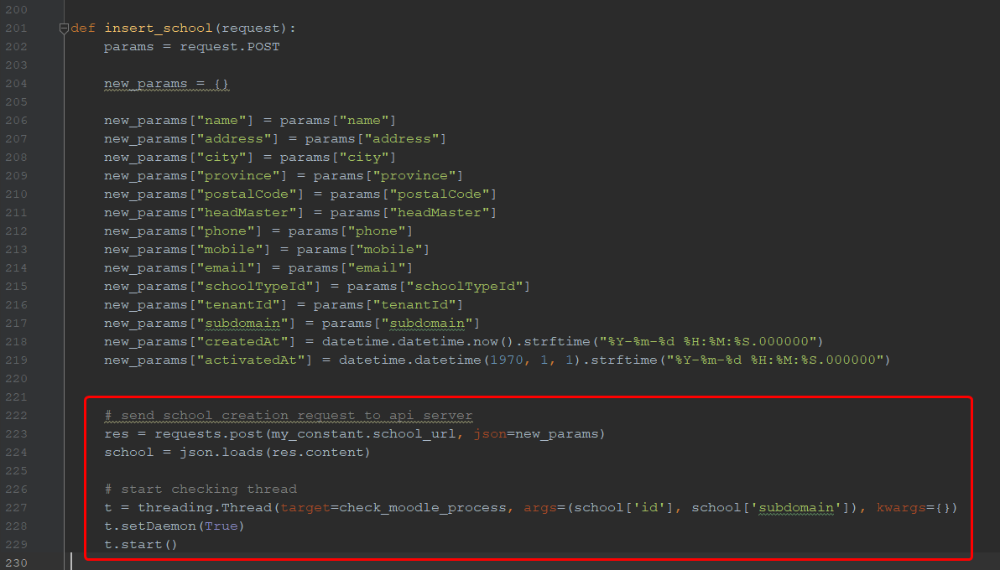 200
201 def insert_school(request):
202 params = request.POST
203
204 new_params = {}
205
206 new_params["name"] = params["name"]
207 new_params["address"] = params["address"]
208 new_params["city"] = params["city"]
209 new_params["province"] = params["province"]
210 new_params["postalCode"] = params["postalCode"]
211 new_params["headMaster"] = params["headMaster"]
212 new_params["phone"] = params["phone"]
213 new_params["mobile"] = params["mobile"]
214 new_params["email"] = params["email"]
215 new_params["schoolTypeId"] = params["schoolTypeId"]
216 new_params["tenantId"] = params["tenantId"]
217 new_params["subdomain"] = params["subdomain"]
218 new_params["createdAt"] = datetime.datetime.now().strftime("%Y-%m-%d %H:%M:%S.000000")
219 new_params["activatedAt"] = datetime.datetime(1970, 1, 1).strftime("%Y-%m-%d %H:%M:%S.000000")
220
221
222 # send school creation request to api server
223 res = requests.post(my_constant.school_url, json=new_params)
224 school = json.loads(res.content)
225
226 # start checking thread
227 t = threading.Thread(target=check_moodle_process, args=(school['id'], school['subdomain']), kwargs={})
228 t.setDaemon(True)
229 t.start()
230